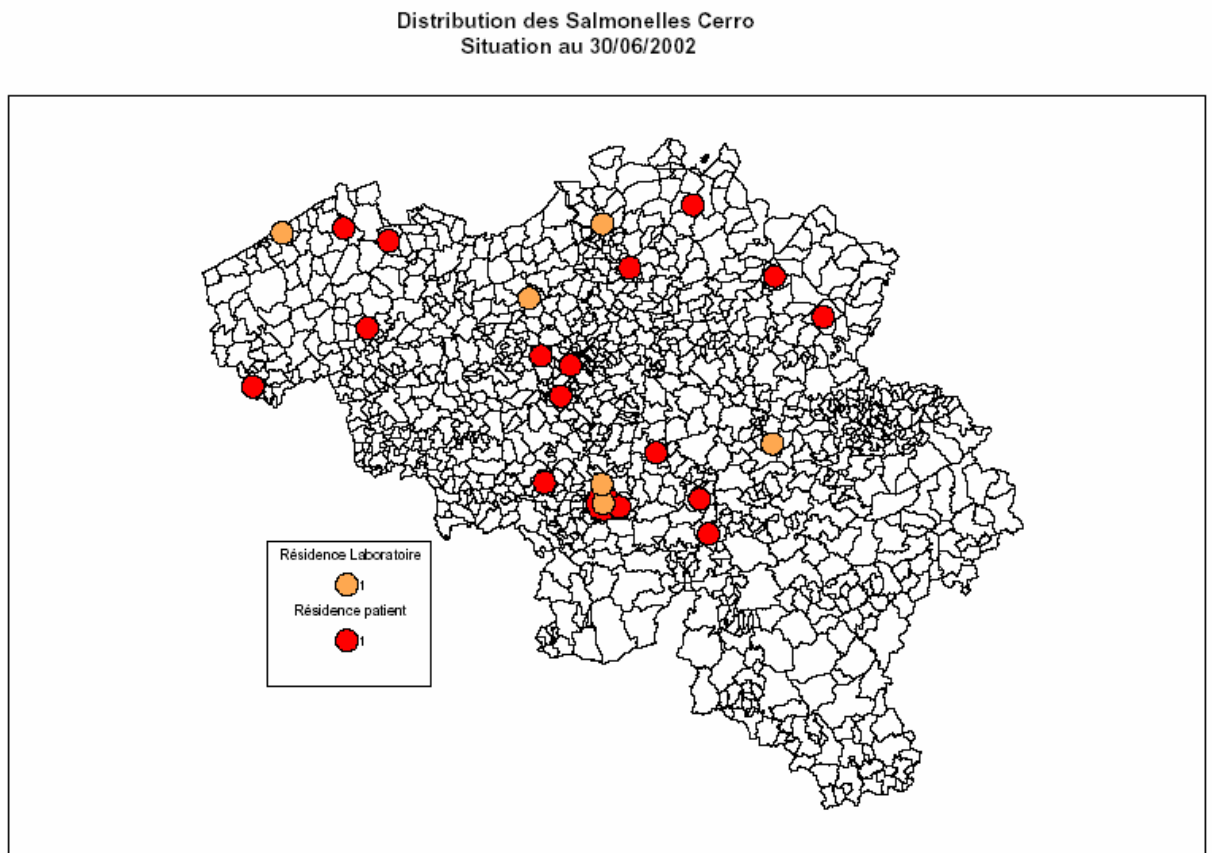 Distribution des Salmonelles Cerro
Situation au 30/06/2002
Résidence Laboratoire
1
Résidence patient
1